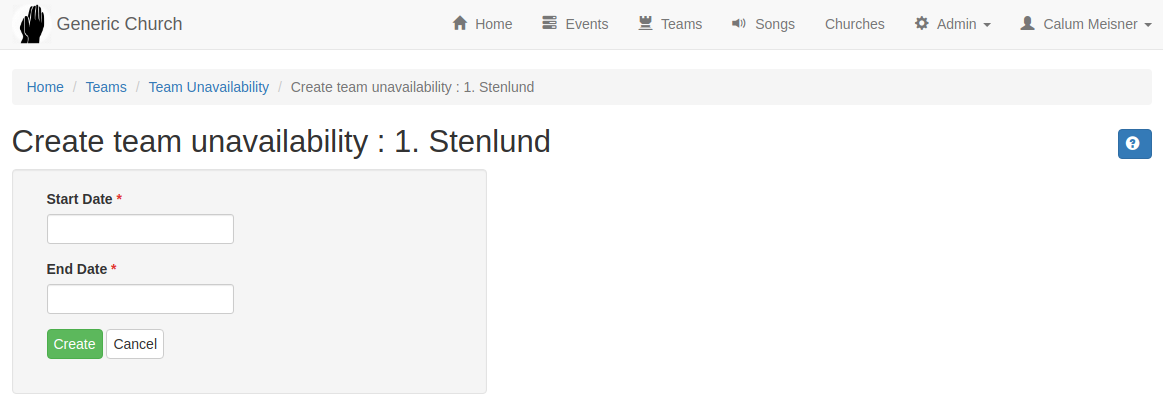 Generic Church Home Events Teams Songs Churches Admin Calum Meisner
Home / Teams / Team Unavailability / Create team unavailability : 1. Stenlund
Create team unavailability : 1. Stenlund
Start Date *
End Date *
Create Cancel